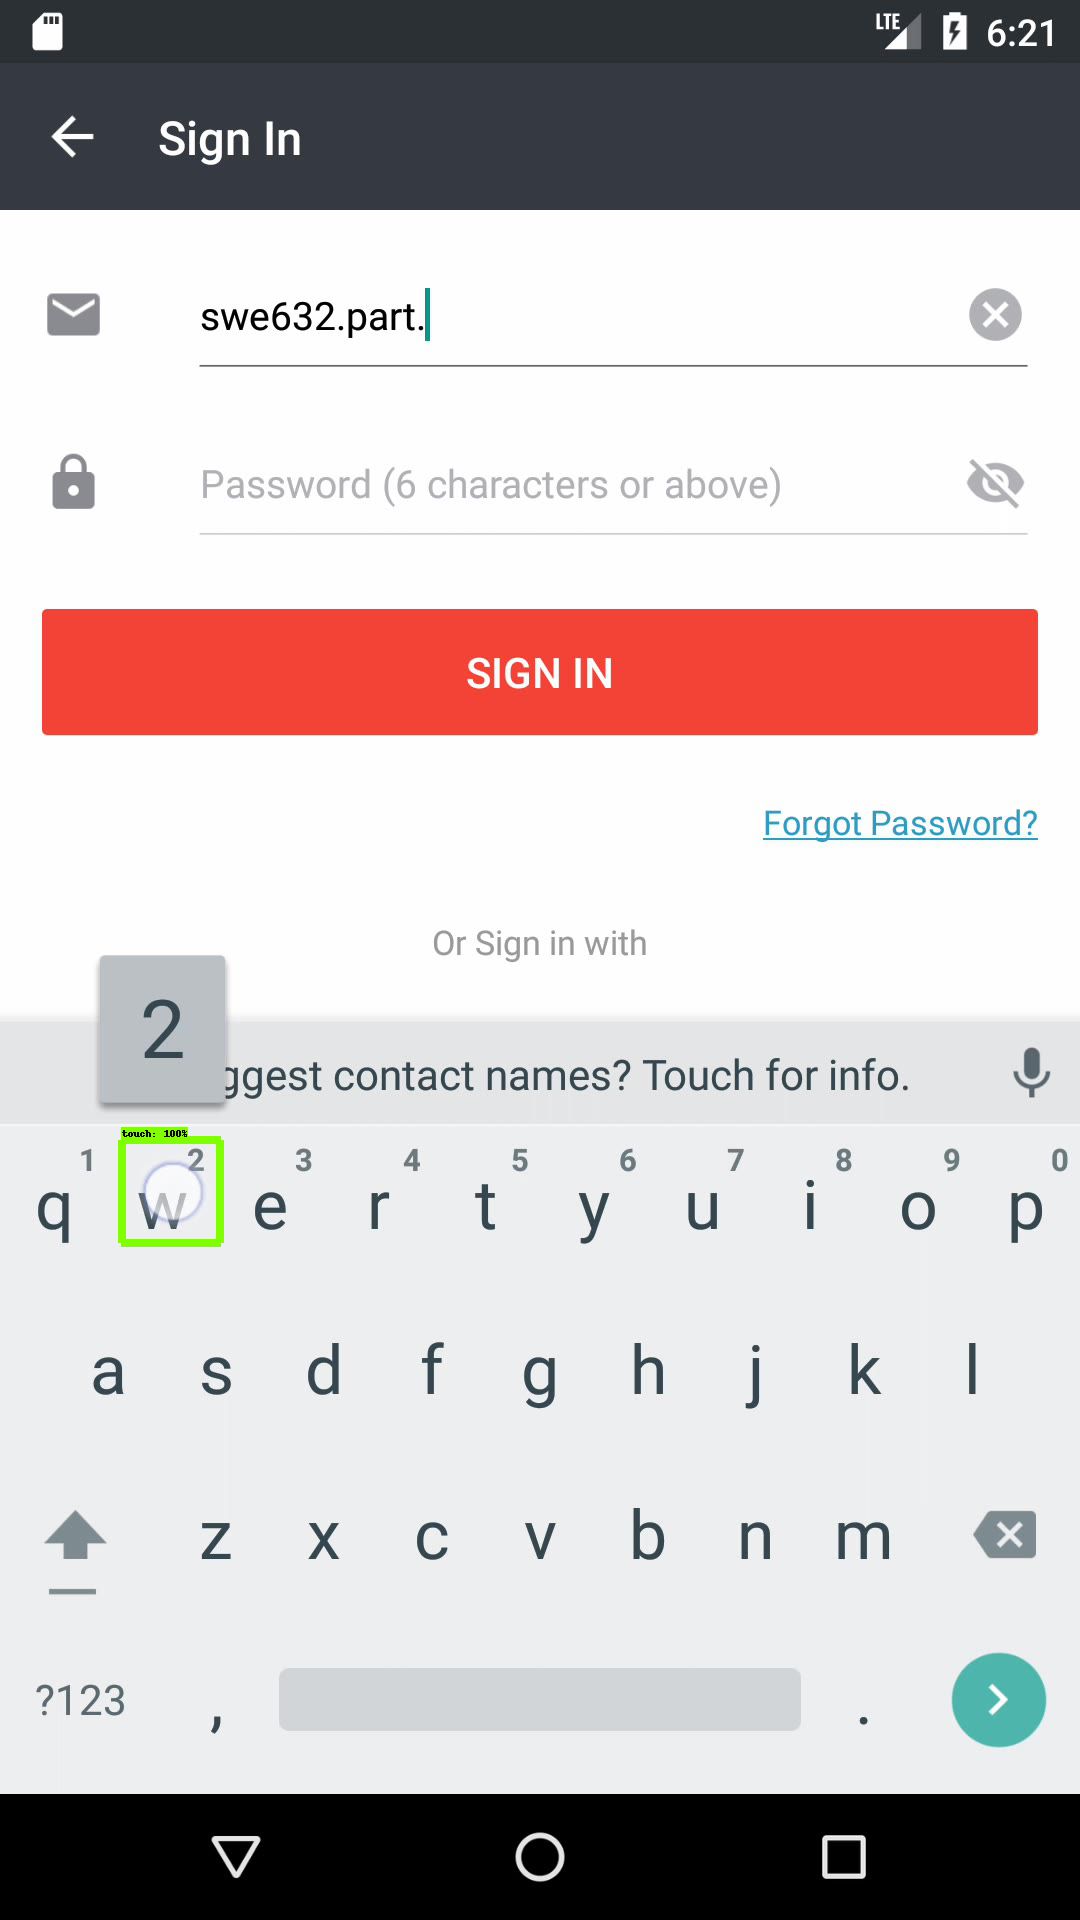 LTE 6:21
Sign In
swe632.part.
Password (6 characters or above)
SIGN IN
Forgot Password?
Or Sign in with
2
ggest contact names? Touch for info.
touch: 100%
1 2 3 4 5 6 7 8 9 0
q w e r t y u i o p
a s d f g h j k l
z x c v b n m
?123 , .